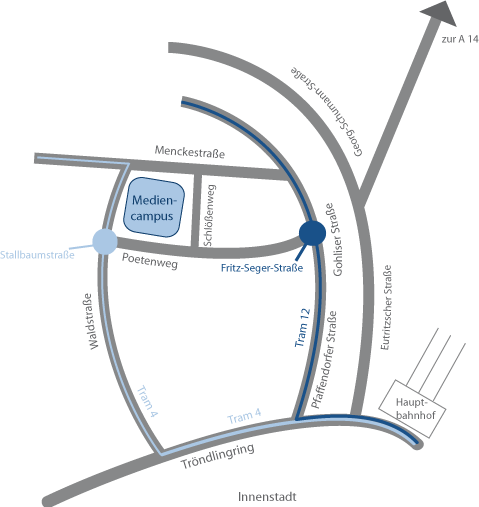 zur A 14
Georg-Schumann-Straße
Menckestraße
Medien-
campus
Schlößenweg
Gohliser Straße
Stallbaumstraße
Poetenweg
Fritz-Seger-Straße
Waldstraße
Tram 12
Pfaffendorfer Straße
Eutritzscher Straße
Tram 4
Tram 4
Haupt-
bahnhof
Tröndlingring
Innenstadt